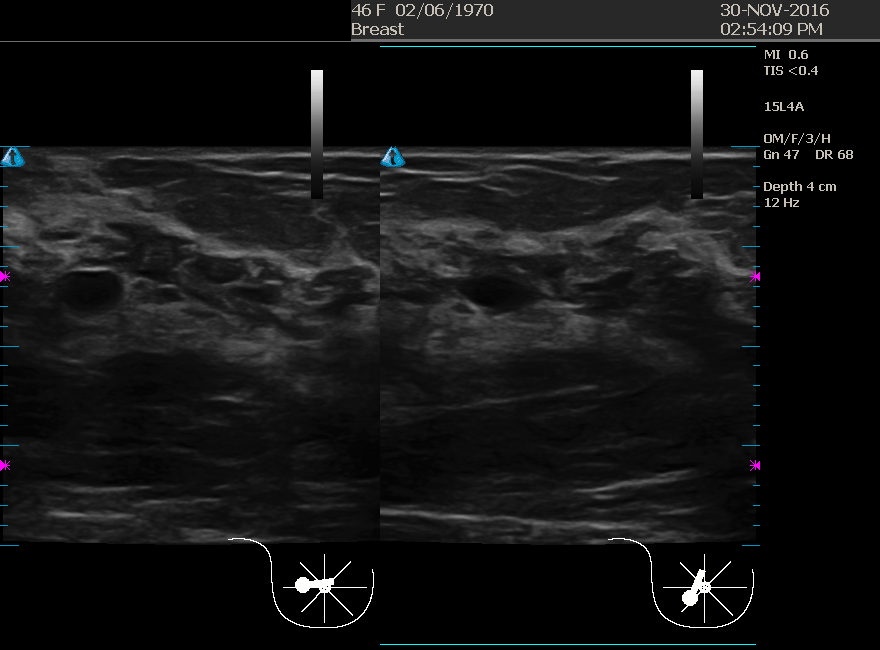 46 F 02/06/1970
30-NOV-2016
Breast
02:54:09 PM
MI 0.6
TIS <0.4
15L4A
OM/F/3/H
Gn 47 DR 68
Depth 4 cm
12 Hz